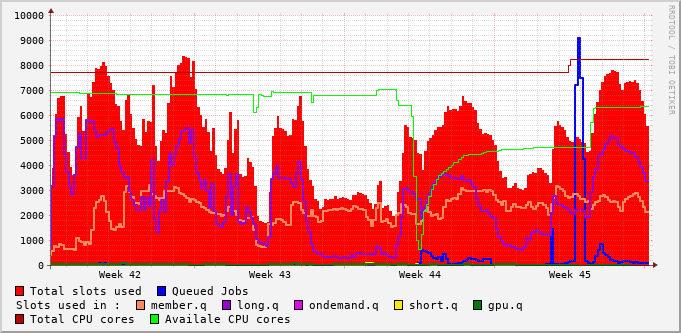 10000
9000
8000
7000
6000
5000
4000
3000
2000
1000
0
Week 42 Week 43 Week 44 Week 45
RRDTOOL / TOBI OETIKER
Total slots used Queued Jobs
Slots used in : member.q long.q ondemand.q short.q gpu.q
Total CPU cores Availale CPU cores